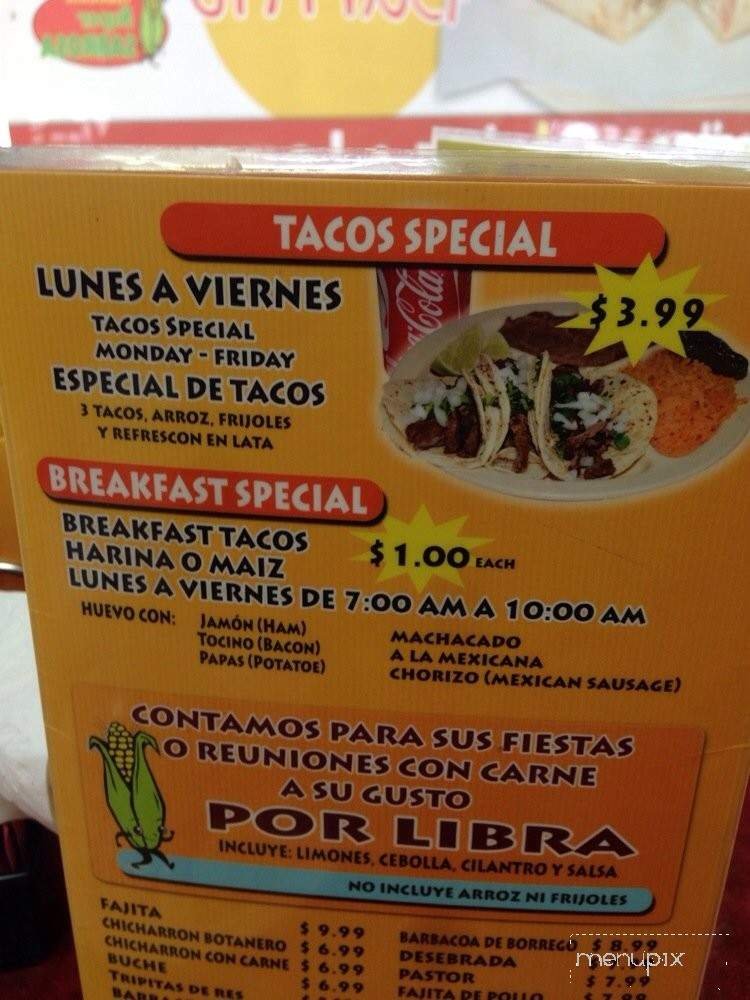 TACOS SPECIAL
LUNES A VIERNES
TACOS SPECIAL
MONDAY - FRIDAY
ESPECIAL DE TACOS
3 TACOS, ARROZ, FRIJOLES
Y REFRESCON EN LATA
Coca-Cola
$3.99
BREAKFAST SPECIAL
BREAKFAST TACOS
HARINA O MAIZ
$1.00 EACH
LUNES A VIERNES DE 7:00 AM A 10:00 AM
HUEVO CON:
JAMÓN (HAM)
TOCINO (BACON)
PAPAS (POTATOE)
MACHACADO
A LA MEXICANA
CHORIZO (MEXICAN SAUSAGE)
CONTAMOS PARA SUS FIESTAS
O REUNIONES CON CARNE
A SU GUSTO
POR LIBRA
INCLUYE: LIMONES, CEBOLLA, CILANTRO Y SALSA
NO INCLUYE ARROZ NI FRIJOLES
FAJITA $ 9.99
CHICHARRON BOTANERO $ 6.99
CHICHARRON CON CARNE $ 6.99
BUCHE $ 6.99
TRIPITAS DE RES
BARBACOA DE BORREGO $ 8.99
DESEBRADA
PASTOR $ 7.99
FAJITA DE POLLO
menupix